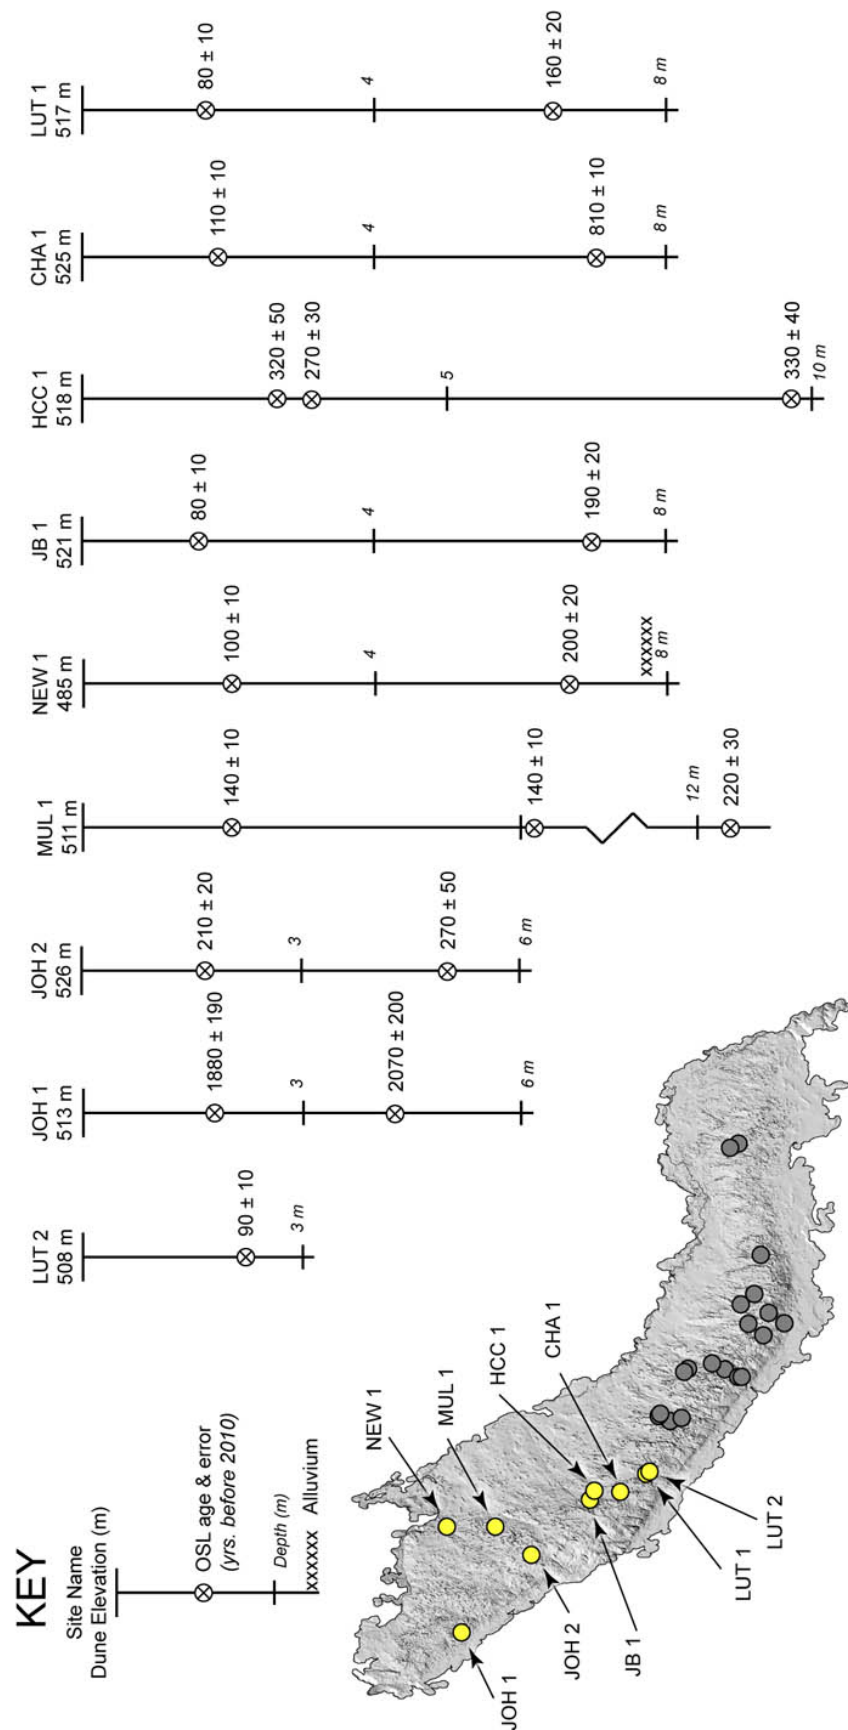 KEY
Site Name
Dune Elevation (m)
OSL age & error
(yrs. before 2010)
Depth (m)
xxxxxx Alluvium
LUT 2
508 m
90 ± 10
3 m
JOH 1
513 m
1880 ± 190
3
2070 ± 200
6 m
JOH 2
526 m
210 ± 20
3
270 ± 50
6 m
MUL 1
511 m
140 ± 10
140 ± 10
12 m
220 ± 30
NEW 1
485 m
100 ± 10
4
200 ± 20
xxxxxx
8 m
JB 1
521 m
80 ± 10
4
190 ± 20
8 m
HCC 1
518 m
320 ± 50
270 ± 30
5
330 ± 40
10 m
CHA 1
525 m
110 ± 10
4
810 ± 10
8 m
LUT 1
517 m
80 ± 10
4
160 ± 20
8 m
NEW 1
MUL 1
HCC 1
CHA 1
JOH 1
JOH 2
JB 1
LUT 1
LUT 2